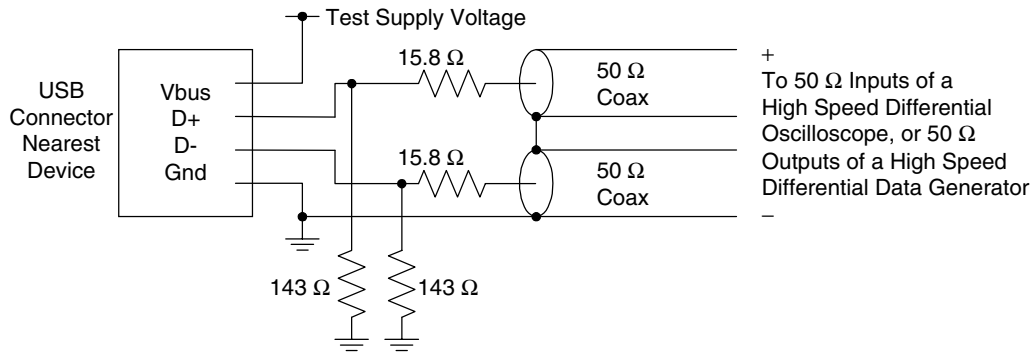 Test Supply Voltage
USB
Connector
Nearest
Device
Vbus
D+
D-
Gnd
15.8 Ω
50 Ω
Coax
15.8 Ω
50 Ω
Coax
+
To 50 Ω Inputs of a
High Speed Differential
Oscilloscope, or 50 Ω
Outputs of a High Speed
Differential Data Generator
−
143 Ω
143 Ω